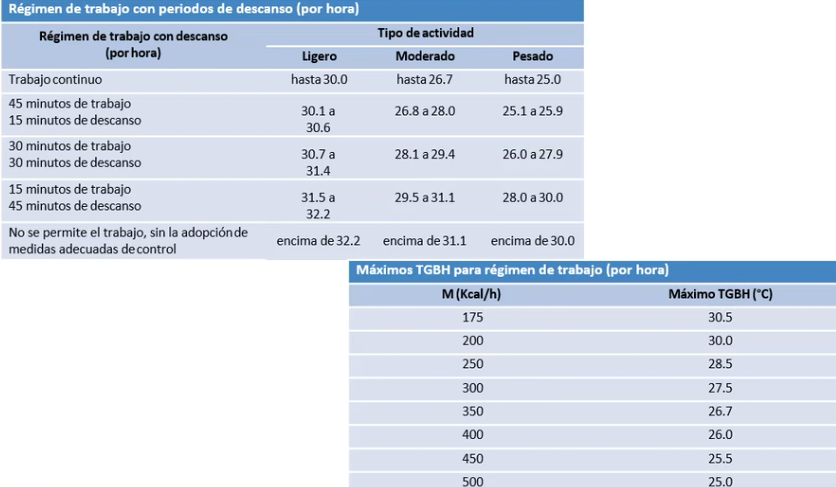 Régimen de trabajo con periodos de descanso (por hora)
Régimen de trabajo con descanso
(por hora)
Tipo de actividad
Ligero Moderado Pesado
Trabajo continuo hasta 30.0 hasta 26.7 hasta 25.0
45 minutos de trabajo
15 minutos de descanso
30.1 a
30.6
26.8 a 28.0 25.1 a 25.9
30 minutos de trabajo
30 minutos de descanso
30.7 a
31.4
28.1 a 29.4 26.0 a 27.9
15 minutos de trabajo
45 minutos de descanso
31.5 a
32.2
29.5 a 31.1 28.0 a 30.0
No se permite el trabajo, sin la adopción de
medidas adecuadas de control
encima de 32.2 encima de 31.1 encima de 30.0
Máximos TGBH para régimen de trabajo (por hora)
M (Kcal/h) Máximo TGBH (°C)
175 30.5
200 30.0
250 28.5
300 27.5
350 26.7
400 26.0
450 25.5
500 25.0